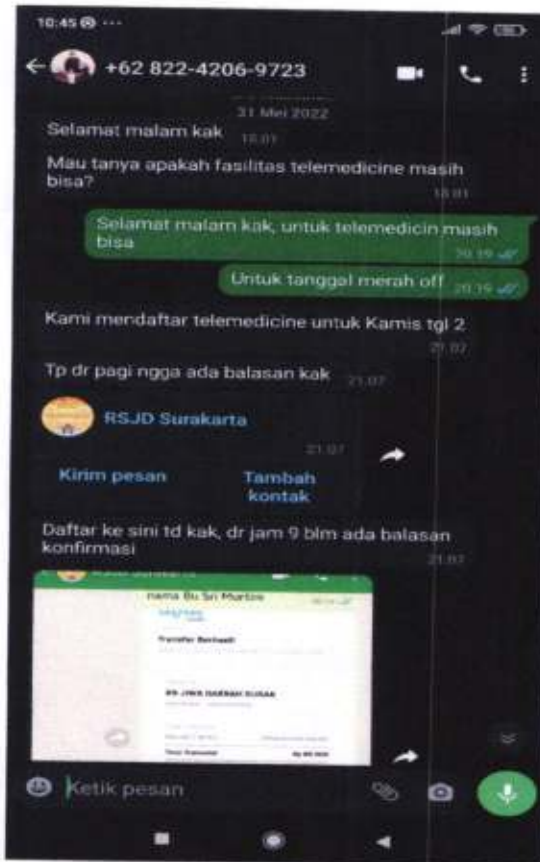 10:45
+62 822-4206-9723
31 Mei 2022
Selamat malam kak 18.01
Mau tanya apakah fasilitas telemedicine masih
bisa?
18.01
Selamat malam kak, untuk telemedicin masih
bisa
20.19
Untuk tanggal merah off 20.19
Kami mendaftar telemedicine untuk Kamis tgl 2
21.07
Tp dr pagi ngga ada balasan kak 21.07
RSJD Surakarta
21.07
Kirim pesan
Tambah
kontak
Daftar ke sini td kak, dr jam 9 blm ada balasan
konfirmasi
21.07
nama Bu Sri
Transfer Berhasil
RS JIWA DAERAH SURAK
Ketik pesan